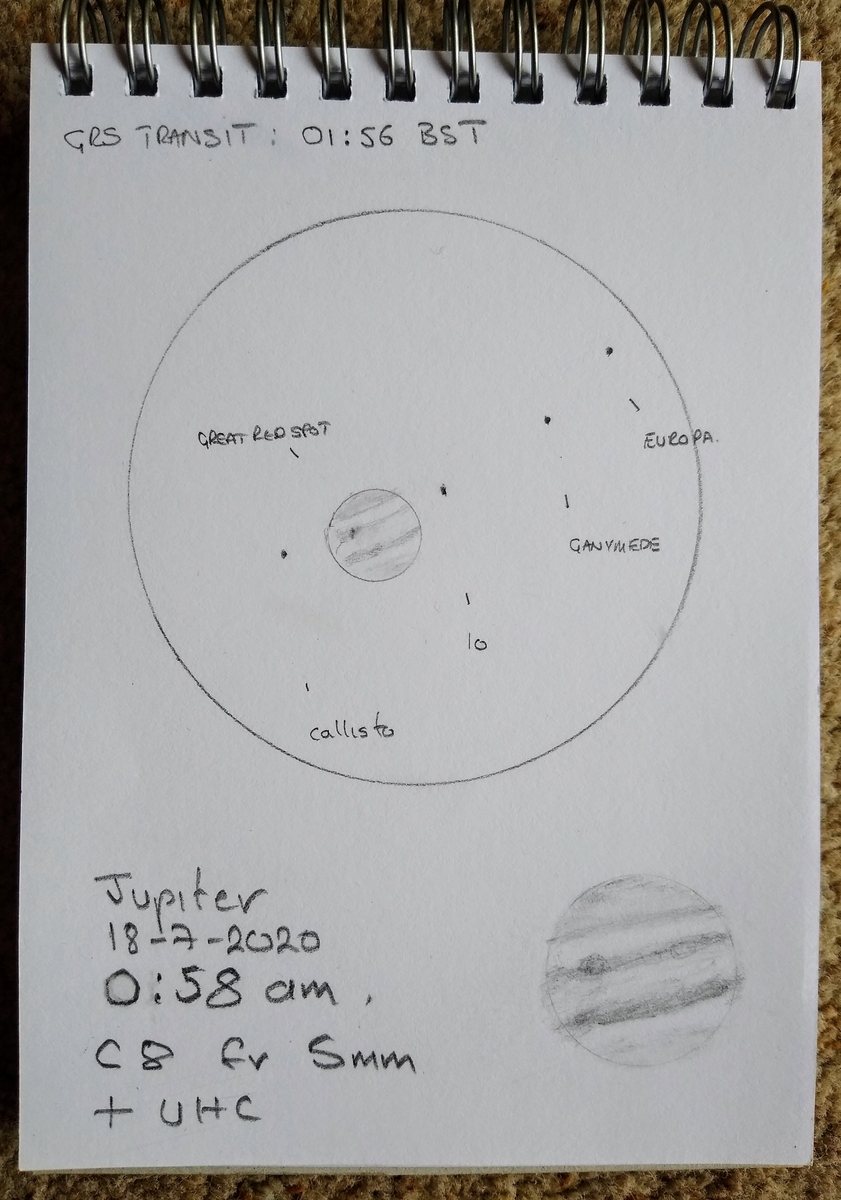 GRS TRANSIT: 01:56 BST
GREAT RED SPOT
EUROPA.
GANYMEDE
Io
Callisto
Jupiter
18-7-2020
0:58 am.
C8 fr 5mm
+ UHC